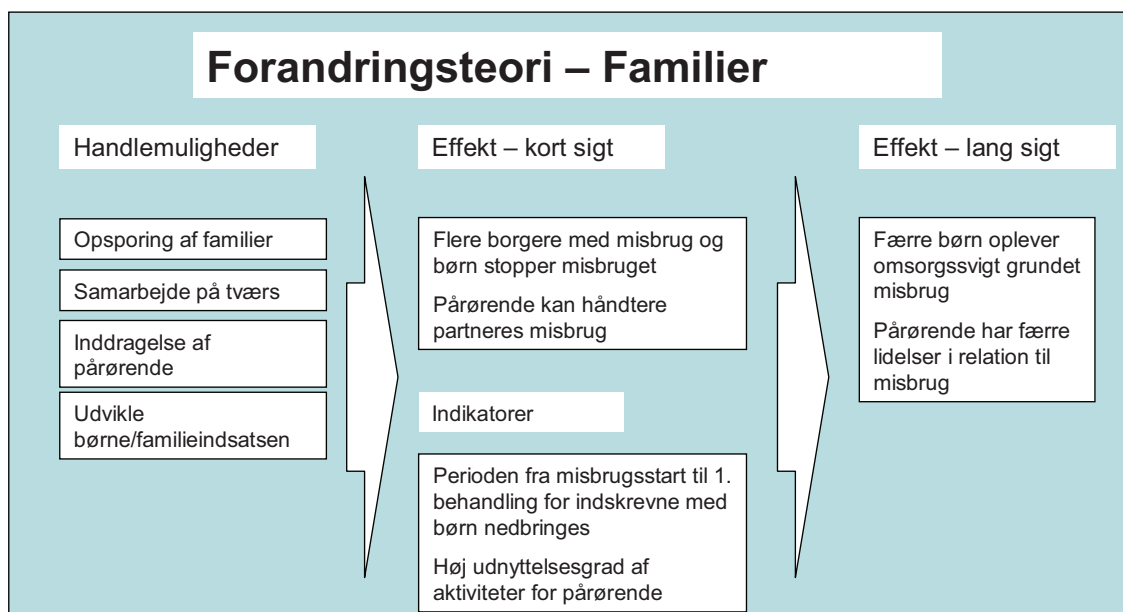 Forandringsteori – Familier
Handlemuligheder
Opsporing af familier
Samarbejde på tværs
Inddragelse af
pårørende
Udvikle
børne/familieindsatsen
Effekt – kort sigt
Flere borgere med misbrug og
børn stopper misbruget
Pårørende kan håndtere
partneres misbrug
Indikatorer
Perioden fra misbrugsstart til 1.
behandling for indskrevne med
børn nedbringes
Høj udnyttelsesgrad af
aktiviteter for pårørende
Effekt – lang sigt
Færre børn oplever
omsorgssvigt grundet
misbrug
Pårørende har færre
lidelser i relation til
misbrug